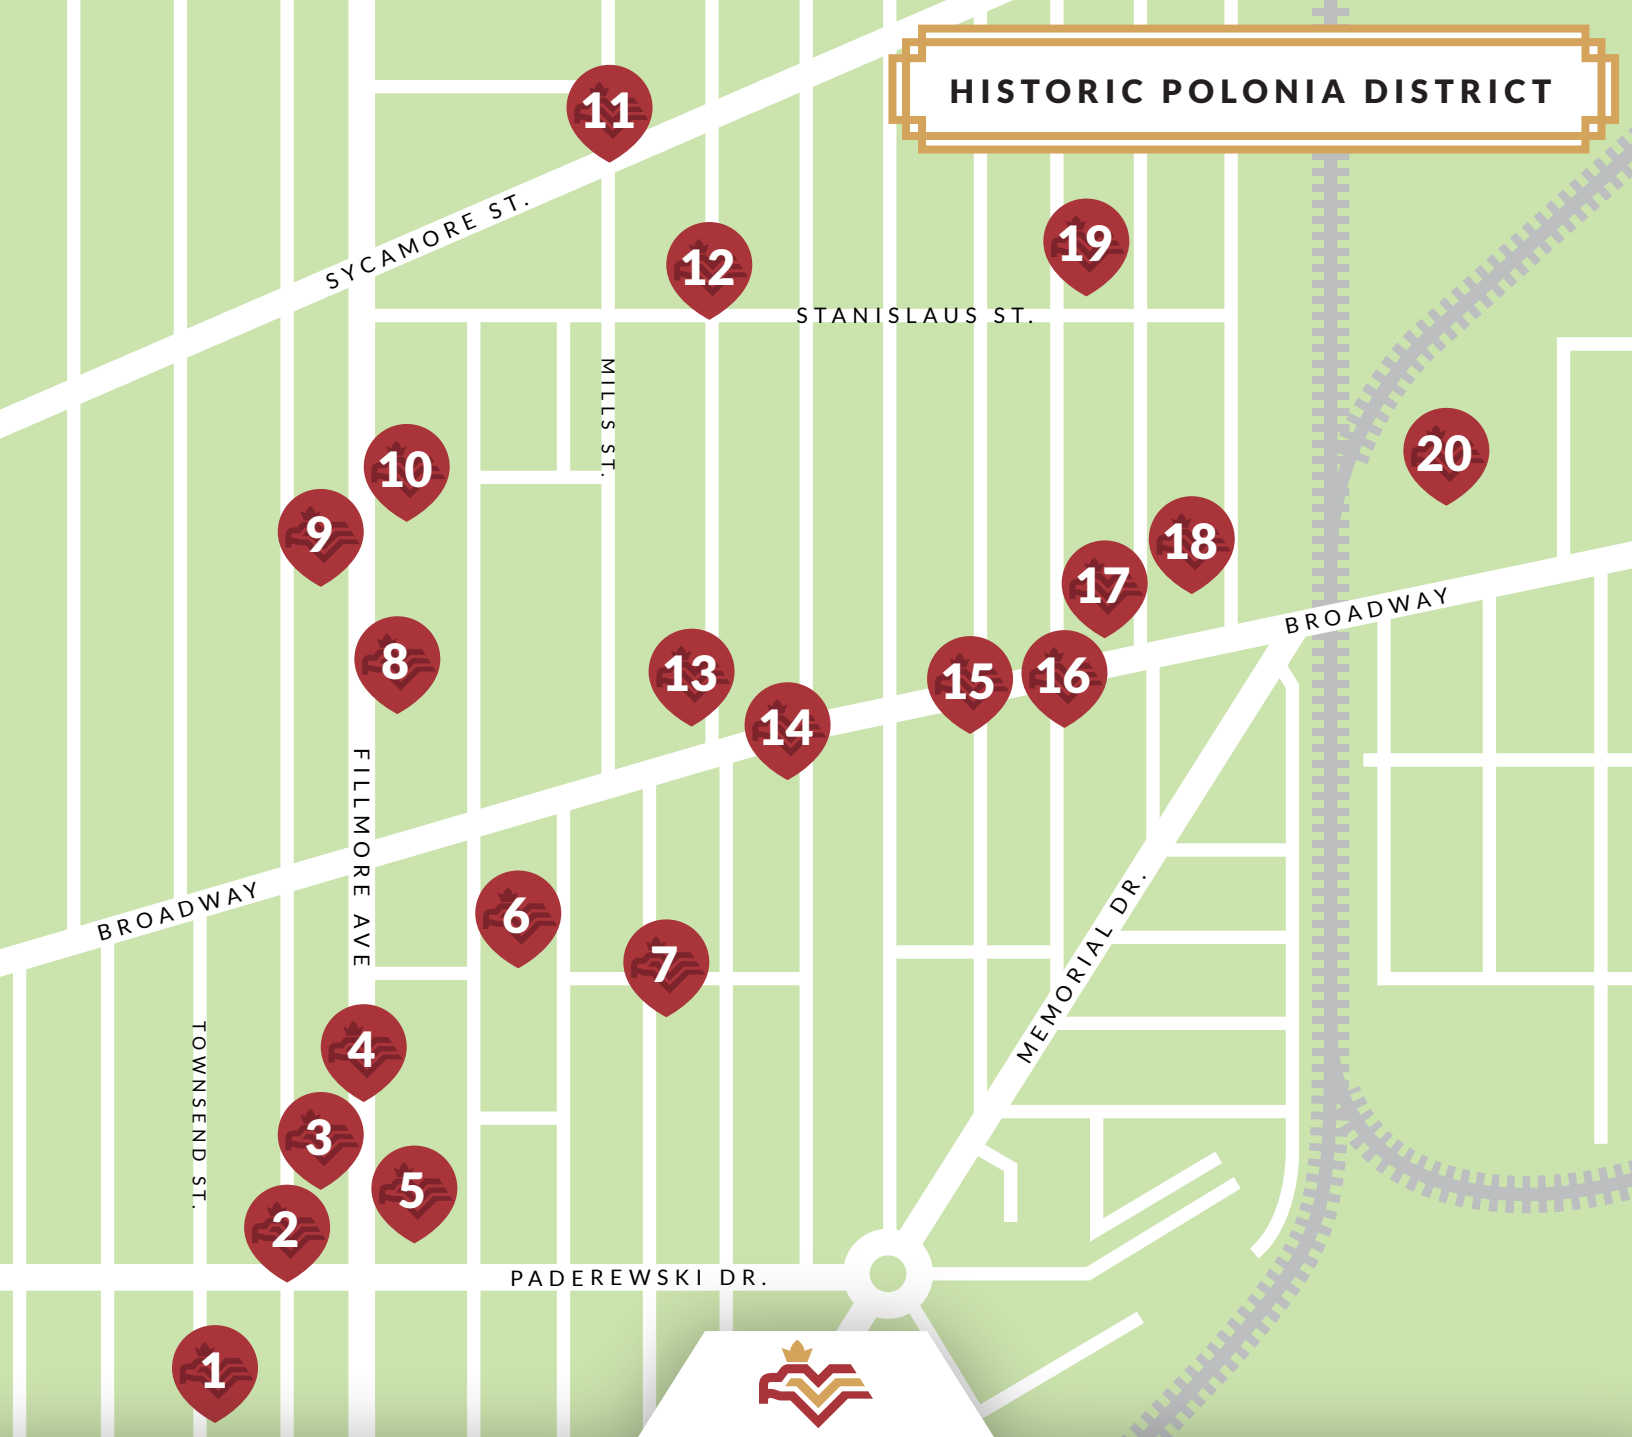 HISTORIC POLONIA DISTRICT
11
SYCAMORE ST.
12
19
STANISLAUS ST.
MILLS ST.
10
9
20
18
17
BROADWAY
8
13
14
15
16
FILLMORE AVE
BROADWAY
6
7
MEMORIAL DR.
TOWNSEND ST.
4
3
5
2
PADEREWSKI DR.
1